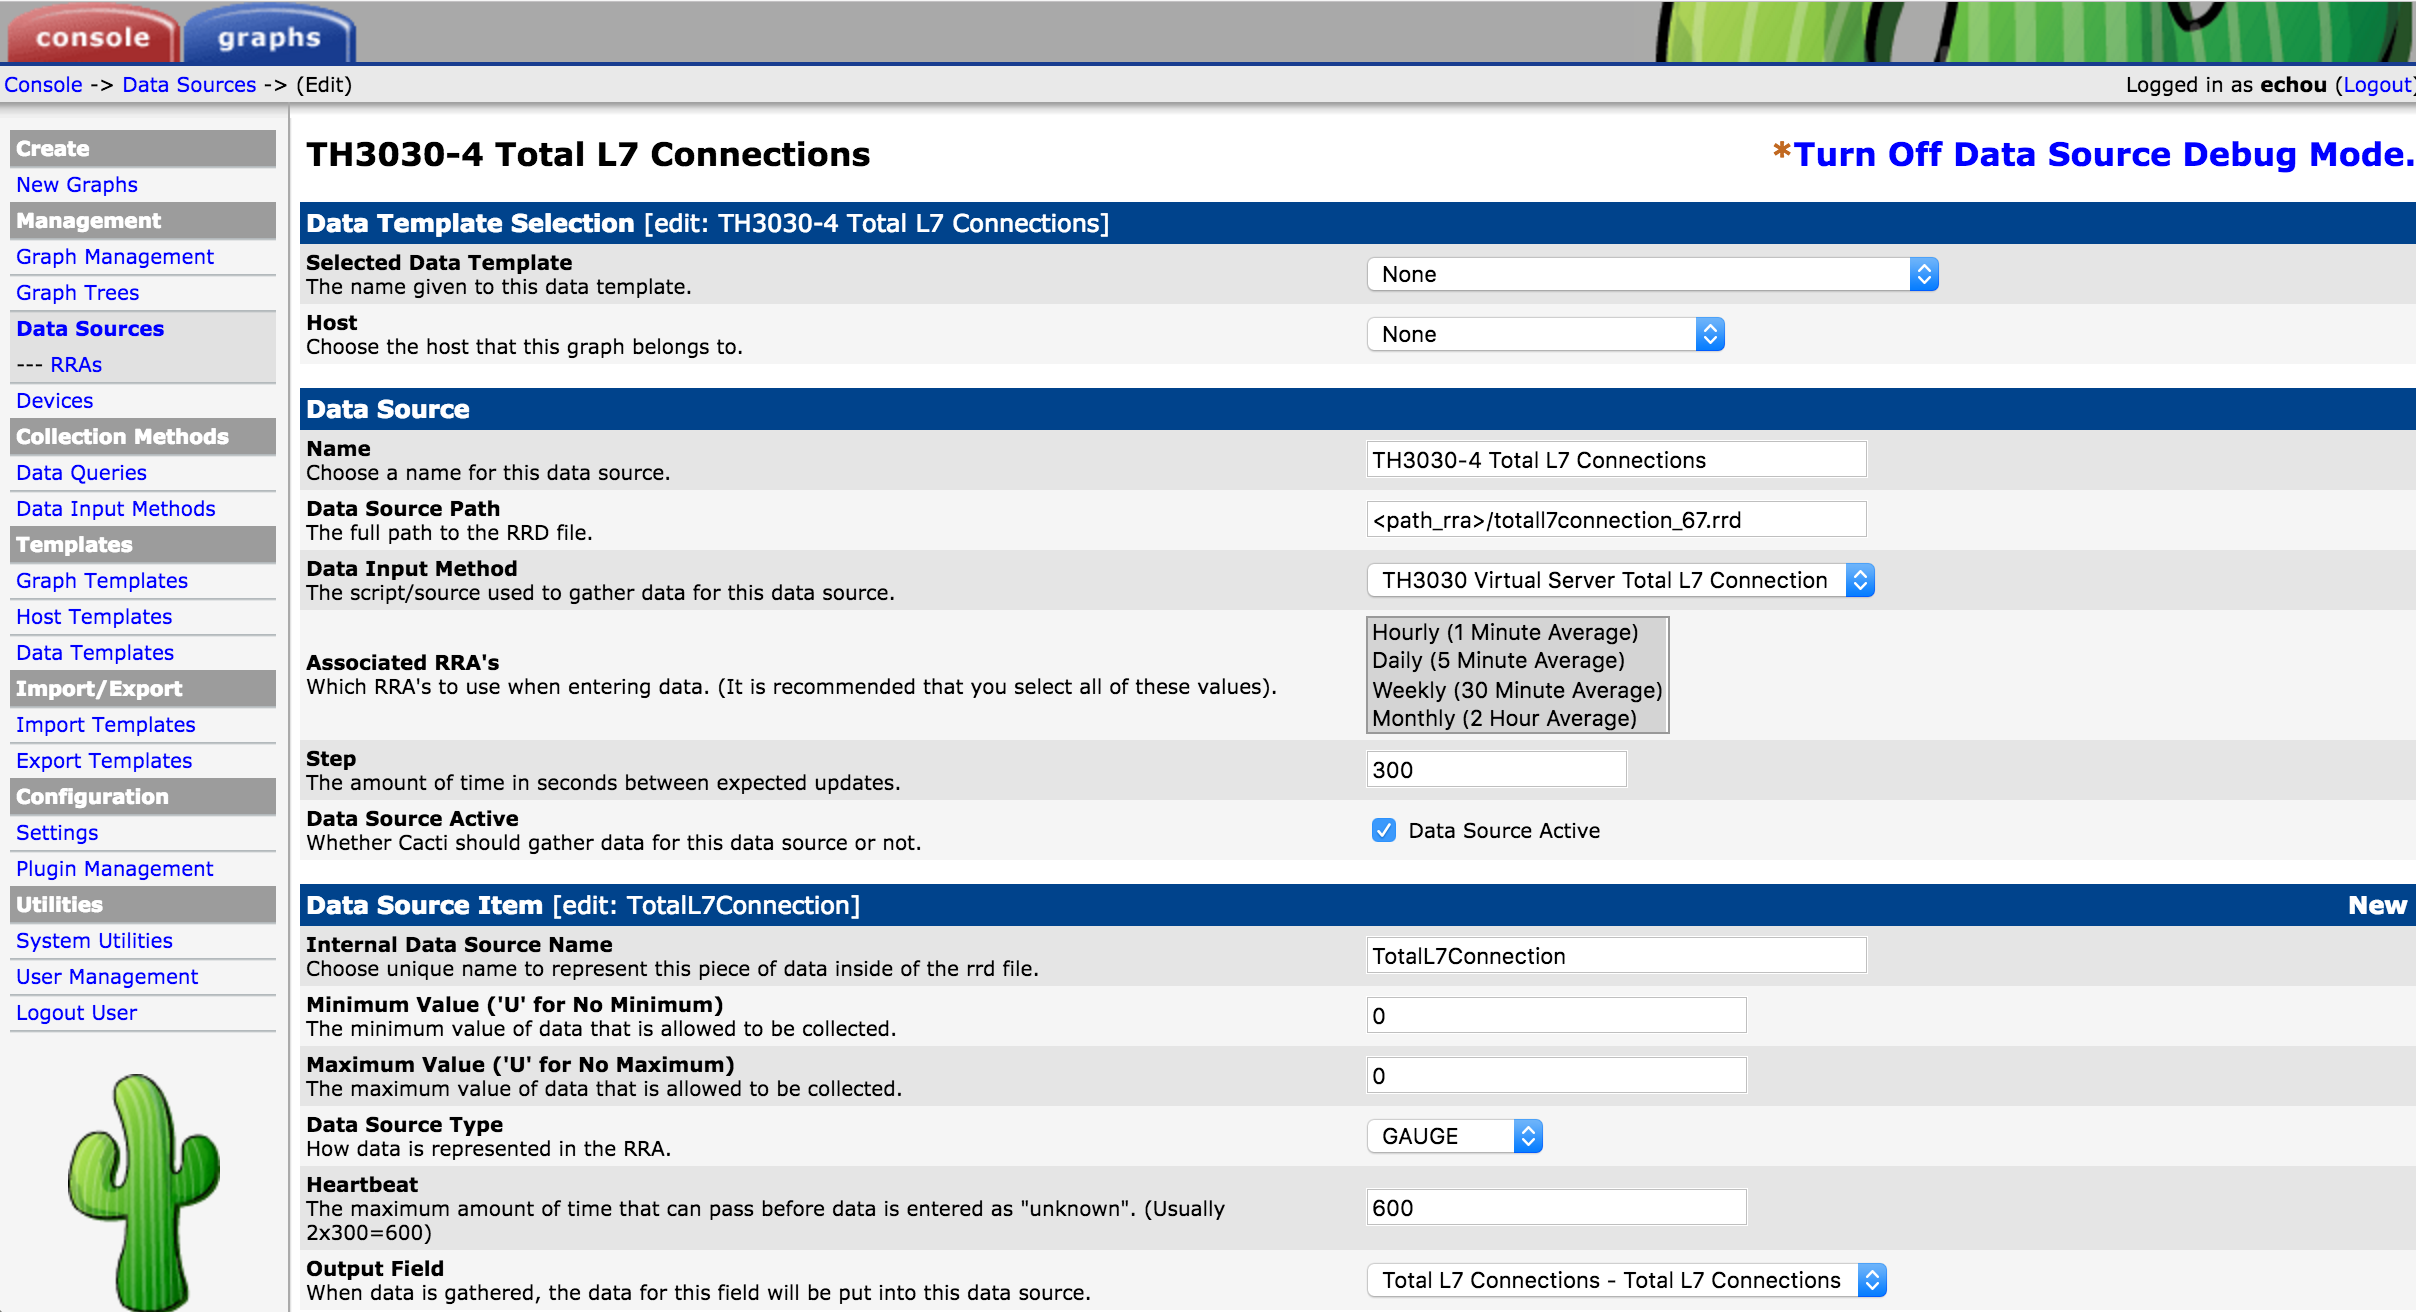 console graphs
Console -> Data Sources -> (Edit)
Logged in as echou (Logout)
Create
New Graphs
Management
Graph Management
Graph Trees
Data Sources
--- RRAs
Devices
Collection Methods
Data Queries
Data Input Methods
Templates
Graph Templates
Host Templates
Data Templates
Import/Export
Import Templates
Export Templates
Configuration
Settings
Plugin Management
Utilities
System Utilities
User Management
Logout User
TH3030-4 Total L7 Connections
*Turn Off Data Source Debug Mode.
Data Template Selection [edit: TH3030-4 Total L7 Connections]
Selected Data Template
The name given to this data template.
None
Host
Choose the host that this graph belongs to.
None
Data Source
Name
Choose a name for this data source.
TH3030-4 Total L7 Connections
Data Source Path
The full path to the RRD file.
<path_rra>/totall7connection_67.rrd
Data Input Method
The script/source used to gather data for this data source.
TH3030 Virtual Server Total L7 Connection
Associated RRA's
Which RRA's to use when entering data. (It is recommended that you select all of these values).
Hourly (1 Minute Average)
Daily (5 Minute Average)
Weekly (30 Minute Average)
Monthly (2 Hour Average)
Step
The amount of time in seconds between expected updates.
300
Data Source Active
Whether Cacti should gather data for this data source or not.
Data Source Active
Data Source Item [edit: TotalL7Connection]
New
Internal Data Source Name
Choose unique name to represent this piece of data inside of the rrd file.
TotalL7Connection
Minimum Value ('U' for No Minimum)
The minimum value of data that is allowed to be collected.
0
Maximum Value ('U' for No Maximum)
The maximum value of data that is allowed to be collected.
0
Data Source Type
How data is represented in the RRA.
GAUGE
Heartbeat
The maximum amount of time that can pass before data is entered as "unknown". (Usually
2x300=600)
600
Output Field
When data is gathered, the data for this field will be put into this data source.
Total L7 Connections - Total L7 Connections